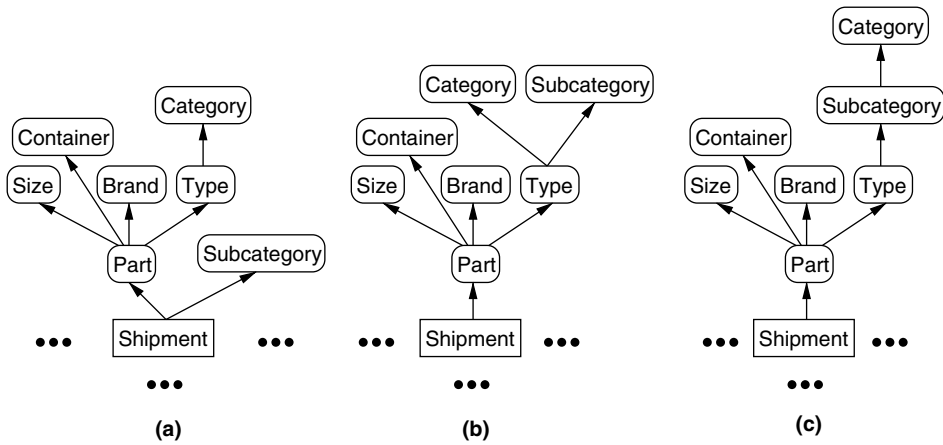 Category
Container
Size
Brand
Type
Part
Subcategory
Shipment
(a)
Category
Subcategory
Container
Size
Brand
Type
Part
Shipment
(b)
Category
Subcategory
Container
Size
Brand
Type
Part
Shipment
(c)